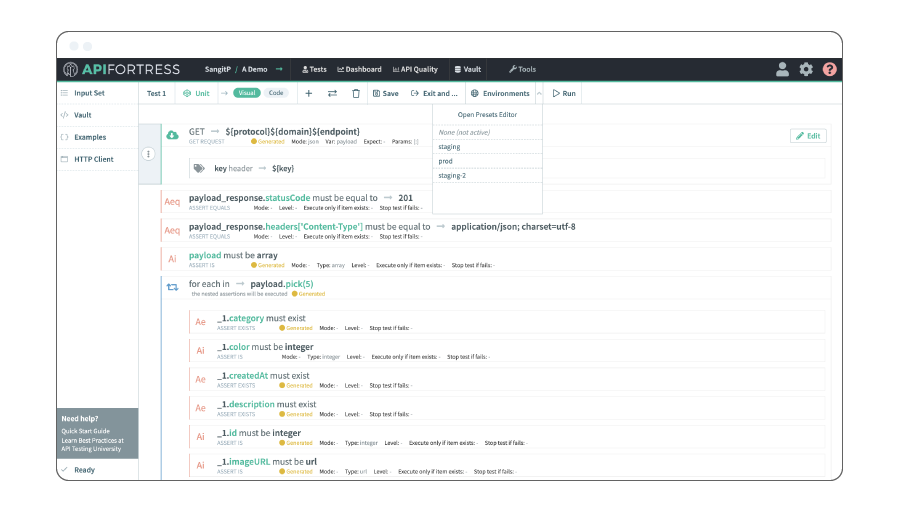 APIFORTRESS SangitP / A Demo → Tests Dashboard API Quality Vault Tools ?
Input Set Test 1 Unit → Visual Code + Save Exit and ... Environments Run
Vault
Examples
HTTP Client
Open Presets Editor
None (not active)
staging
prod
staging-2
GET → ${protocol}${domain}${endpoint} Edit
GET REQUEST Generated Mode: json Var: payload Expect: - Params: [:]
key header → ${key}
Aeq payload_response.statusCode must be equal to → 201
ASSERT EQUALS Mode: - Level: - Execute only if item exists: - Stop test if fails: -
Aeq payload_response.headers['Content-Type'] must be equal to → application/json; charset=utf-8
ASSERT EQUALS Mode: - Level: - Execute only if item exists: - Stop test if fails: -
Ai payload must be array
ASSERT IS Generated Mode: - Type: array Level: - Execute only if item exists: - Stop test if fails: -
for each in → payload.pick(5)
the nested assertions will be executed Generated
Ae _1.category must exist
ASSERT EXISTS Generated Mode: - Level: - Stop test if fails: -
Ai _1.color must be integer
ASSERT IS Mode: - Type: integer Level: - Execute only if item exists: - Stop test if fails: -
Ae _1.createdAt must exist
ASSERT EXISTS Generated Mode: - Level: - Stop test if fails: -
Ae _1.description must exist
ASSERT EXISTS Generated Mode: - Level: - Stop test if fails: -
Ai _1.id must be integer
ASSERT IS Generated Mode: - Type: integer Level: - Execute only if item exists: - Stop test if fails: -
Ai _1.imageURL must be url
ASSERT IS Generated Mode: - Type: url Level: - Execute only if item exists: - Stop test if fails: -
Need help?
Quick Start Guide
Learn Best Practices at
API Testing University
Ready